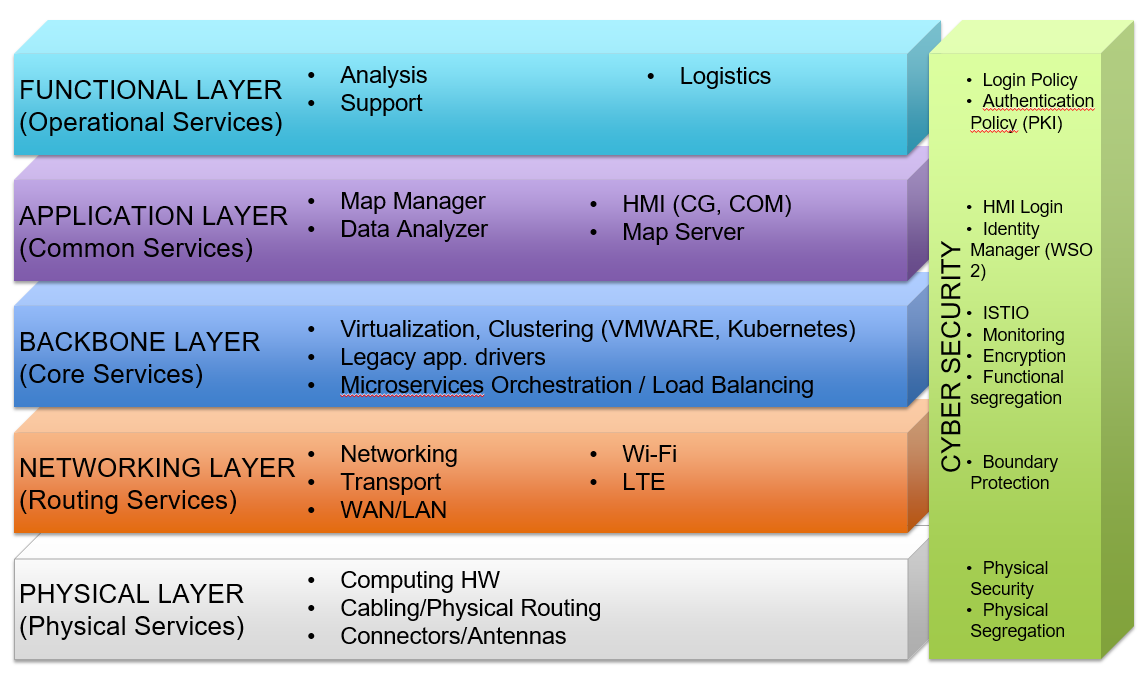 FUNCTIONAL LAYER
(Operational Services)
• Analysis
• Support
• Logistics
• Login Policy
• Authentication
Policy (PKI)
APPLICATION LAYER
(Common Services)
• Map Manager
• Data Analyzer
• HMI (CG, COM)
• Map Server
• HMI Login
• Identity
Manager (WSO
2)
BACKBONE LAYER
(Core Services)
• Virtualization, Clustering (VMWARE, Kubernetes)
• Legacy app. drivers
• Microservices Orchestration / Load Balancing
• ISTIO
• Monitoring
• Encryption
• Functional
segregation
NETWORKING LAYER
(Routing Services)
• Networking
• Transport
• WAN/LAN
• Wi-Fi
• LTE
• Boundary
Protection
PHYSICAL LAYER
(Physical Services)
• Computing HW
• Cabling/Physical Routing
• Connectors/Antennas
• Physical
Security
• Physical
Segregation
CYBER SECURITY